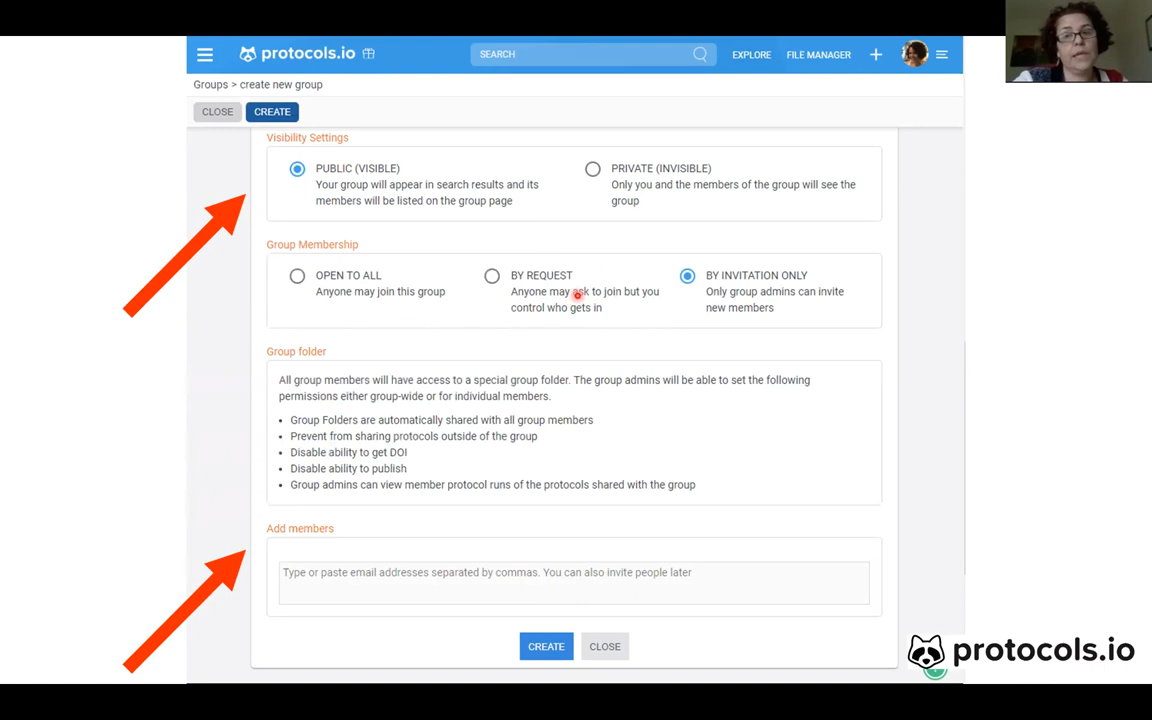 protocols.io
SEARCH
EXPLORE
FILE MANAGER
Groups > create new group
CLOSE
CREATE
Visibility Settings
PUBLIC (VISIBLE)
Your group will appear in search results and its
members will be listed on the group page
PRIVATE (INVISIBLE)
Only you and the members of the group will see the
group
Group Membership
OPEN TO ALL
Anyone may join this group
BY REQUEST
Anyone may ask to join but you
control who gets in
BY INVITATION ONLY
Only group admins can invite
new members
Group folder
All group members will have access to a special group folder. The group admins will be able to set the following
permissions either group-wide or for individual members.
• Group Folders are automatically shared with all group members
• Prevent from sharing protocols outside of the group
• Disable ability to get DOI
• Disable ability to publish
• Group admins can view member protocol runs of the protocols shared with the group
Add members
Type or paste email addresses separated by commas. You can also invite people later
CREATE
CLOSE
protocols.io